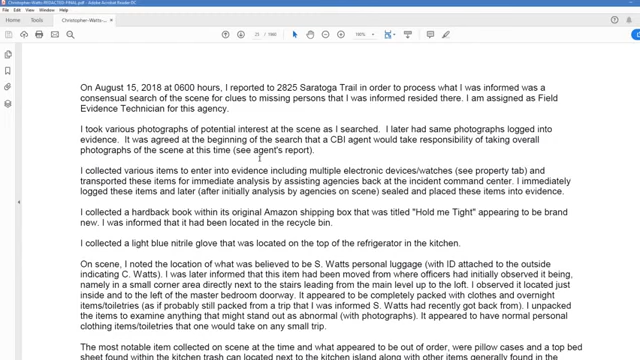 Christopher-Watts-REDACTED-FINAL.pdf - Adobe Acrobat Reader DC
File Edit View Window Help
Home Tools Christopher-Watts-...
On August 15, 2018 at 0600 hours, I reported to 2825 Saratoga Trail in order to process what I was informed was a
consensual search of the scene for clues to missing persons that I was informed resided there. I am assigned as Field
Evidence Technician for this agency.
I took various photographs of potential interest at the scene as I searched. I later had same photographs logged into
evidence. It was agreed at the beginning of the search that a CBI agent would take responsibility of taking overall
photographs of the scene at this time (see agent's report).
I collected various items to enter into evidence including multiple electronic devices/watches (see property tab) and
transported these items for immediate analysis by assisting agencies back at the incident command center. I immediately
logged these items and later (after initially analysis by agencies on scene) sealed and placed these items into evidence.
I collected a hardback book within its original Amazon shipping box that was titled "Hold me Tight" appearing to be brand
new. I was informed that it had been located in the recycle bin.
I collected a light blue nitrile glove that was located on the top of the refrigerator in the kitchen.
On scene, I noted the location of what was believed to be S. Watts personal luggage (with ID attached to the outside
indicating C. Watts). I was later informed that this item had been moved from where officers had initially observed it being,
namely in a small corner area directly next to the stairs leading from the main level up to the loft. I observed it located just
inside and to the left of the master bedroom doorway. It appeared to be completely packed with clothes and overnight
items/toiletries (as if probably still packed from a trip that I was informed S. Watts had recently got back from). I unpacked
the items to examine anything that might stand out as abnormal (with photographs). It appeared to have normal personal
clothing items/toiletries that one would take on any small trip.
The most notable item collected on scene at the time and what appeared to be out of order, were pillow cases and a top bed
sheet found within the kitchen trash can located next to the kitchen island along with other items generally found in the